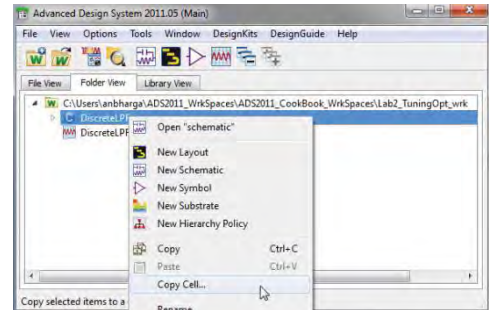 Advanced Design System 2011.05 (Main)
File View Options Tools Window DesignKits DesignGuide Help
File View Folder View Library View
C:\Users\anbharga\ADS2011_WrkSpaces\ADS2011_CookBook_WrkSpaces\Lab2_TuningOpt_wrk
DiscreteLPF
DiscreteLPF
Open "schematic"
New Layout
New Schematic
New Symbol
New Substrate
New Hierarchy Policy
Copy Ctrl+C
Paste Ctrl+V
Copy Cell...
Copy selected items to a
Rename